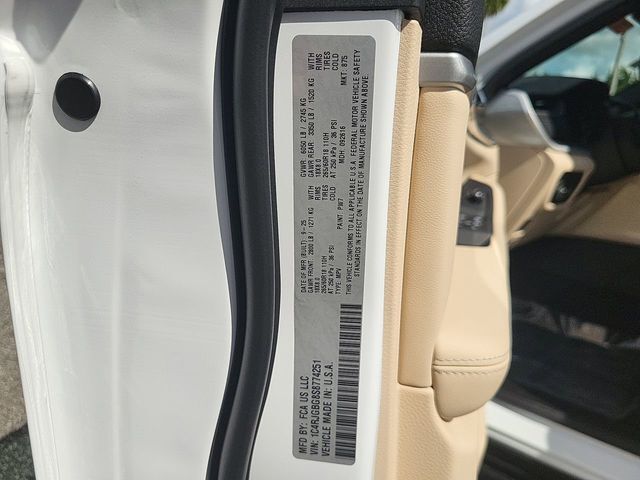 MFD BY: FCA US LLC
VIN: 1C4RJGBG8S8774251
VEHICLE MADE IN: U.S.A.
DATE OF MFR (BUILT): 9-25
GVWR: 6050 LB / 2745 KG
GAWR FRONT: 2800 LB / 1271 KG WITH
GAWR REAR: 3350 LB / 1520 KG WITH
18X8.0 RIMS
18X8.0 RIMS
265/60R18 110H TIRES
265/60R18 110H TIRES
AT 250 kPa / 36 PSI COLD
AT 250 kPa / 36 PSI COLD
TYPE: MPV PAINT: PW7 MDH: 092616 MKT: 875
THIS VEHICLE CONFORMS TO ALL APPLICABLE U.S.A. FEDERAL MOTOR VEHICLE SAFETY
STANDARDS IN EFFECT ON THE DATE OF MANUFACTURE SHOWN ABOVE.